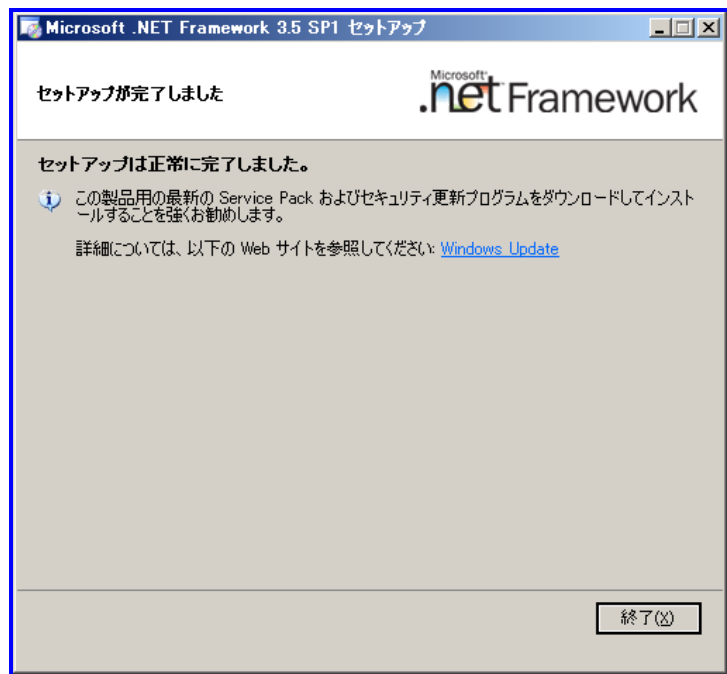 Microsoft .NET Framework 3.5 SP1 セットアップ
セットアップが完了しました
Microsoft
.net Framework
セットアップは正常に完了しました。
この製品用の最新の Service Pack およびセキュリティ更新プログラムをダウンロードしてインスト
ールすることを強くお勧めします。
詳細については、以下の Web サイトを参照してください: Windows Update
終了(X)